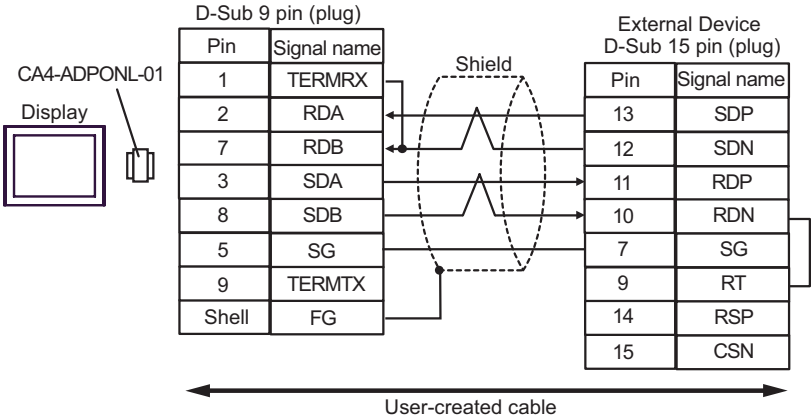 D-Sub 9 pin (plug)
External Device
D-Sub 15 pin (plug)
CA4-ADPONL-01
Display
Shield
Pin Signal name
1 TERMRX
2 RDA
7 RDB
3 SDA
8 SDB
5 SG
9 TERMTX
Shell FG
Pin Signal name
13 SDP
12 SDN
11 RDP
10 RDN
7 SG
9 RT
14 RSP
15 CSN
User-created cable